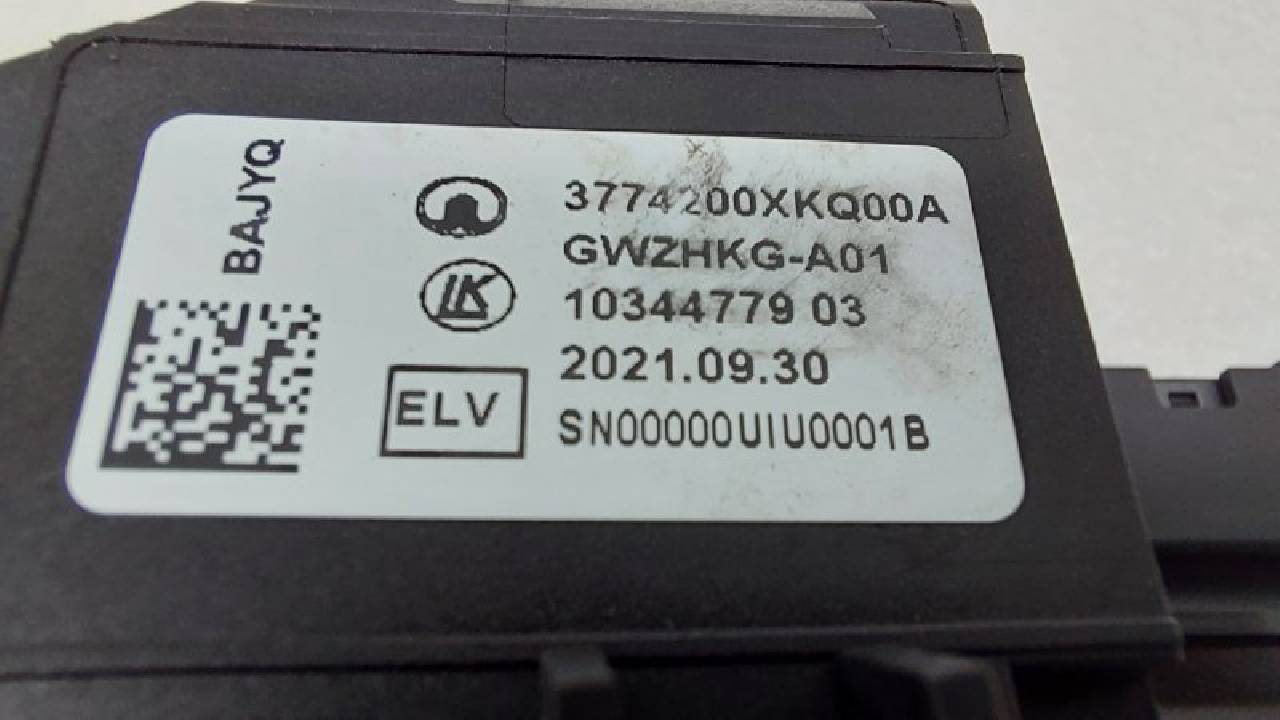 BAJYQ
3774200XKQ00A
GWZHKG-A01
LK
10344779 03
2021.09.30
ELV
SN00000UIU0001B